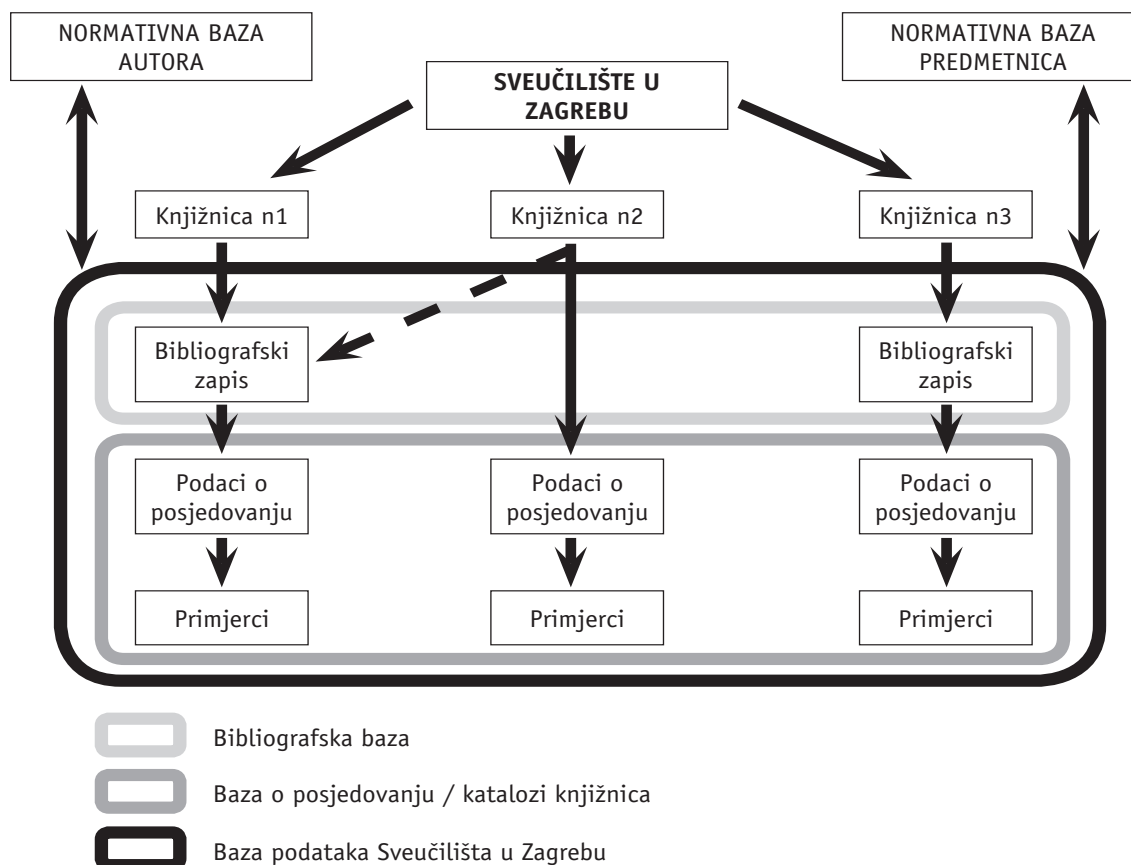 NORMATIVNA BAZA
AUTORA
NORMATIVNA BAZA
PREDMETNICA
SVEUČILIŠTE U
ZAGREBU
Knjižnica n1
Knjižnica n2
Knjižnica n3
Bibliografski
zapis
Bibliografski
zapis
Podaci o
posjedovanju
Podaci o
posjedovanju
Podaci o
posjedovanju
Primjerci
Primjerci
Primjerci
Bibliografska baza
Baza o posjedovanju / katalozi knjižnica
Baza podataka Sveučilišta u Zagrebu